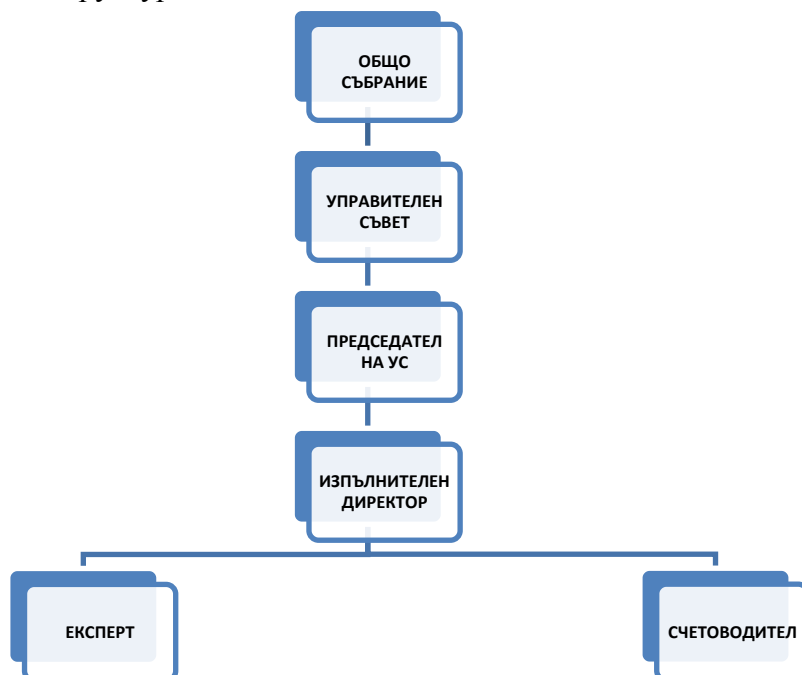 ОБЩО
СЪБРАНИЕ
УПРАВИТЕЛЕН
СЪВЕТ
ПРЕДСЕДАТЕЛ
НА УС
ИЗПЪЛНИТЕЛЕН
ДИРЕКТОР
ЕКСПЕРТ
СЧЕТОВОДИТЕЛ